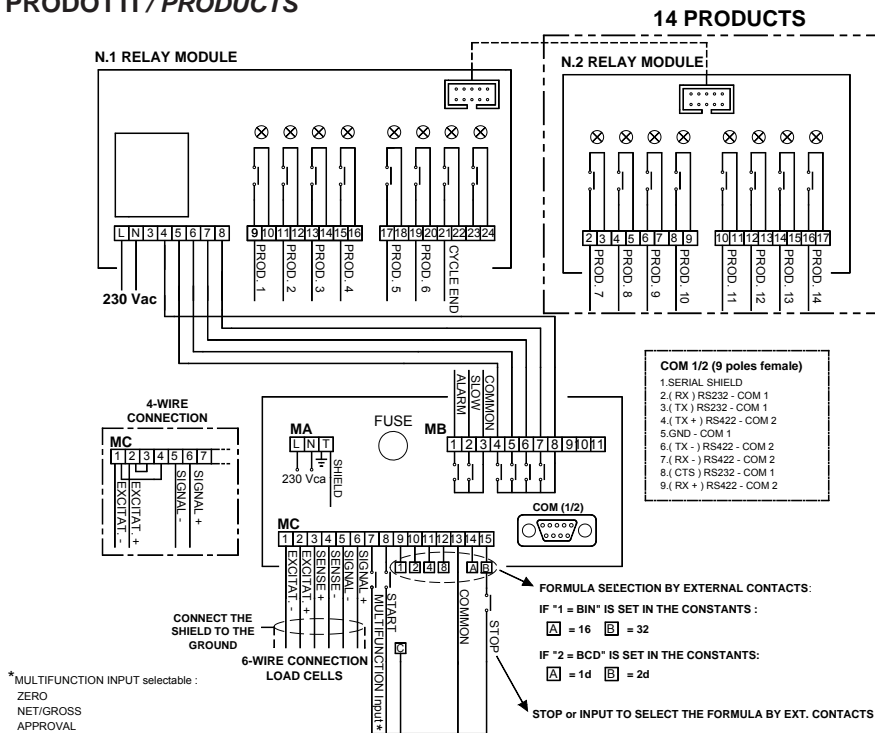 PRODOTTI / PRODUCTS
14 PRODUCTS
N.1 RELAY MODULE
N.2 RELAY MODULE
L N 3 4 5 6 7 8
9 10 11 12 13 14 15 16
17 18 19 20 21 22 23 24
2 3 4 5 6 7 8 9
10 11 12 13 14 15 16 17
PROD. 1
PROD. 2
PROD. 3
PROD. 4
PROD. 5
PROD. 6
CYCLE END
PROD. 7
PROD. 8
PROD. 9
PROD. 10
PROD. 11
PROD. 12
PROD. 13
PROD. 14
230 Vac
COM 1/2 (9 poles female)
1.SERIAL SHIELD
2.( RX ) RS232 - COM 1
3.( TX ) RS232 - COM 1
4.( TX + ) RS422 - COM 2
5.GND - COM 1
6.( TX - ) RS422 - COM 2
7.( RX - ) RS422 - COM 2
8.( CTS ) RS232 - COM 1
9.( RX + ) RS422 - COM 2
4-WIRE
CONNECTION
MC
1 2 3 4 5 6 7
EXCITAT. -
EXCITAT. +
SIGNAL -
SIGNAL +
MA
L N T
230 Vca
SHIELD
FUSE
ALARM
SLOW
COMMON
MB
1 2 3 4 5 6 7 8 9 10 11
COM (1/2)
MC
1 2 3 4 5 6 7 8 9 10 11 12 13 14 15
1 2 4 8 A B
EXCITAT. -
EXCITAT. +
SENSE +
SENSE -
SIGNAL -
SIGNAL +
MULTIFUNCTION Input *
START
C
COMMON
STOP
CONNECT THE
SHIELD TO THE
GROUND
6-WIRE CONNECTION
LOAD CELLS
FORMULA SELECTION BY EXTERNAL CONTACTS:
IF "1 = BIN" IS SET IN THE CONSTANTS :
A = 16 B = 32
IF "2 = BCD" IS SET IN THE CONSTANTS:
A = 1d B = 2d
STOP or INPUT TO SELECT THE FORMULA BY EXT. CONTACTS
*MULTIFUNCTION INPUT selectable :
ZERO
NET/GROSS
APPROVAL